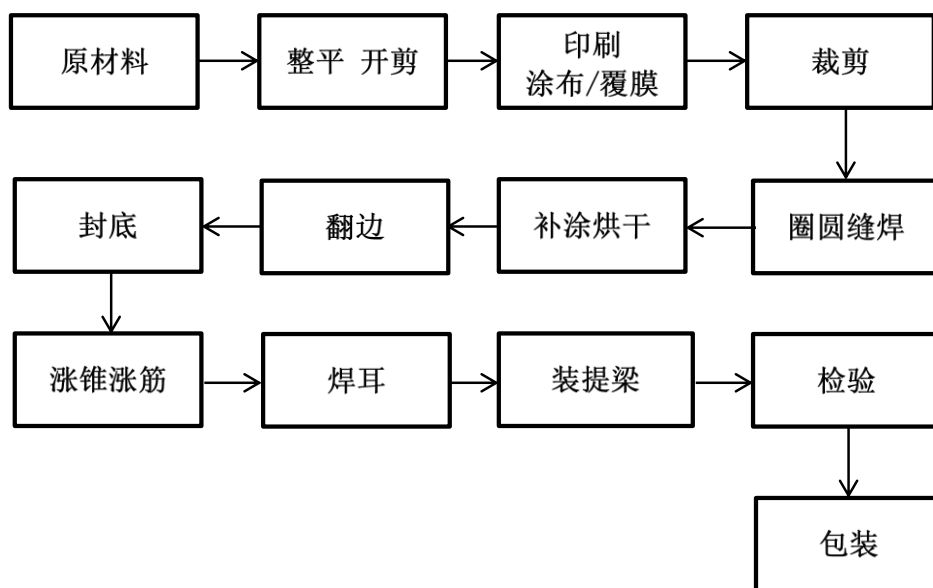 原材料
整平 开剪
印刷
涂布/覆膜
裁剪
圈圆缝焊
补涂烘干
翻边
封底
涨锥涨筋
焊耳
装提梁
检验
包装